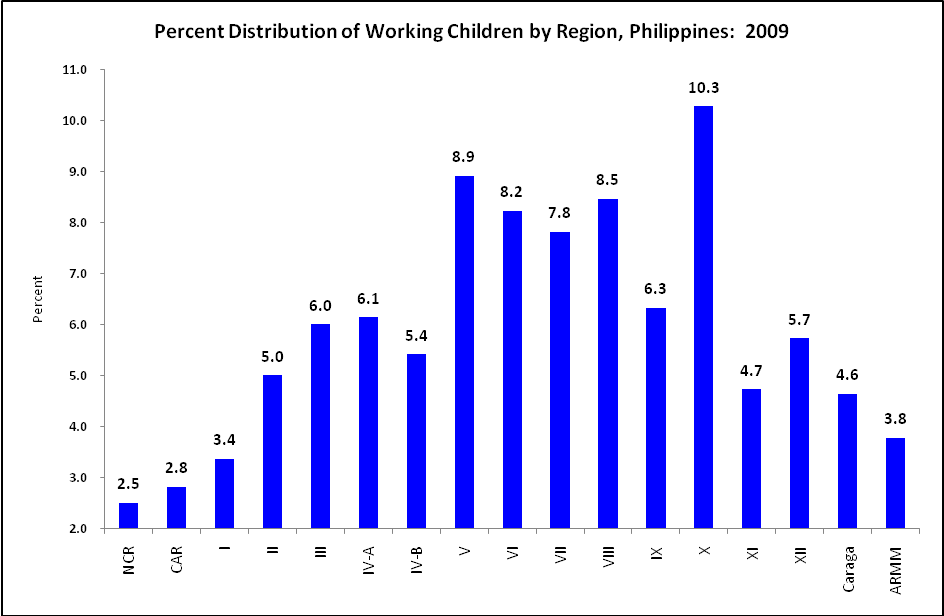 Percent Distribution of Working Children by Region, Philippines:  2009
11.0
10.0
9.0
8.0
7.0
6.0
5.0
4.0
3.0
2.0
Percent
2.5
2.8
3.4
5.0
6.0
6.1
5.4
8.9
8.2
7.8
8.5
6.3
10.3
4.7
5.7
4.6
3.8
NCR
CAR
I
II
III
IV-A
IV-B
V
VI
VII
VIII
IX
X
XI
XII
Caraga
ARMM